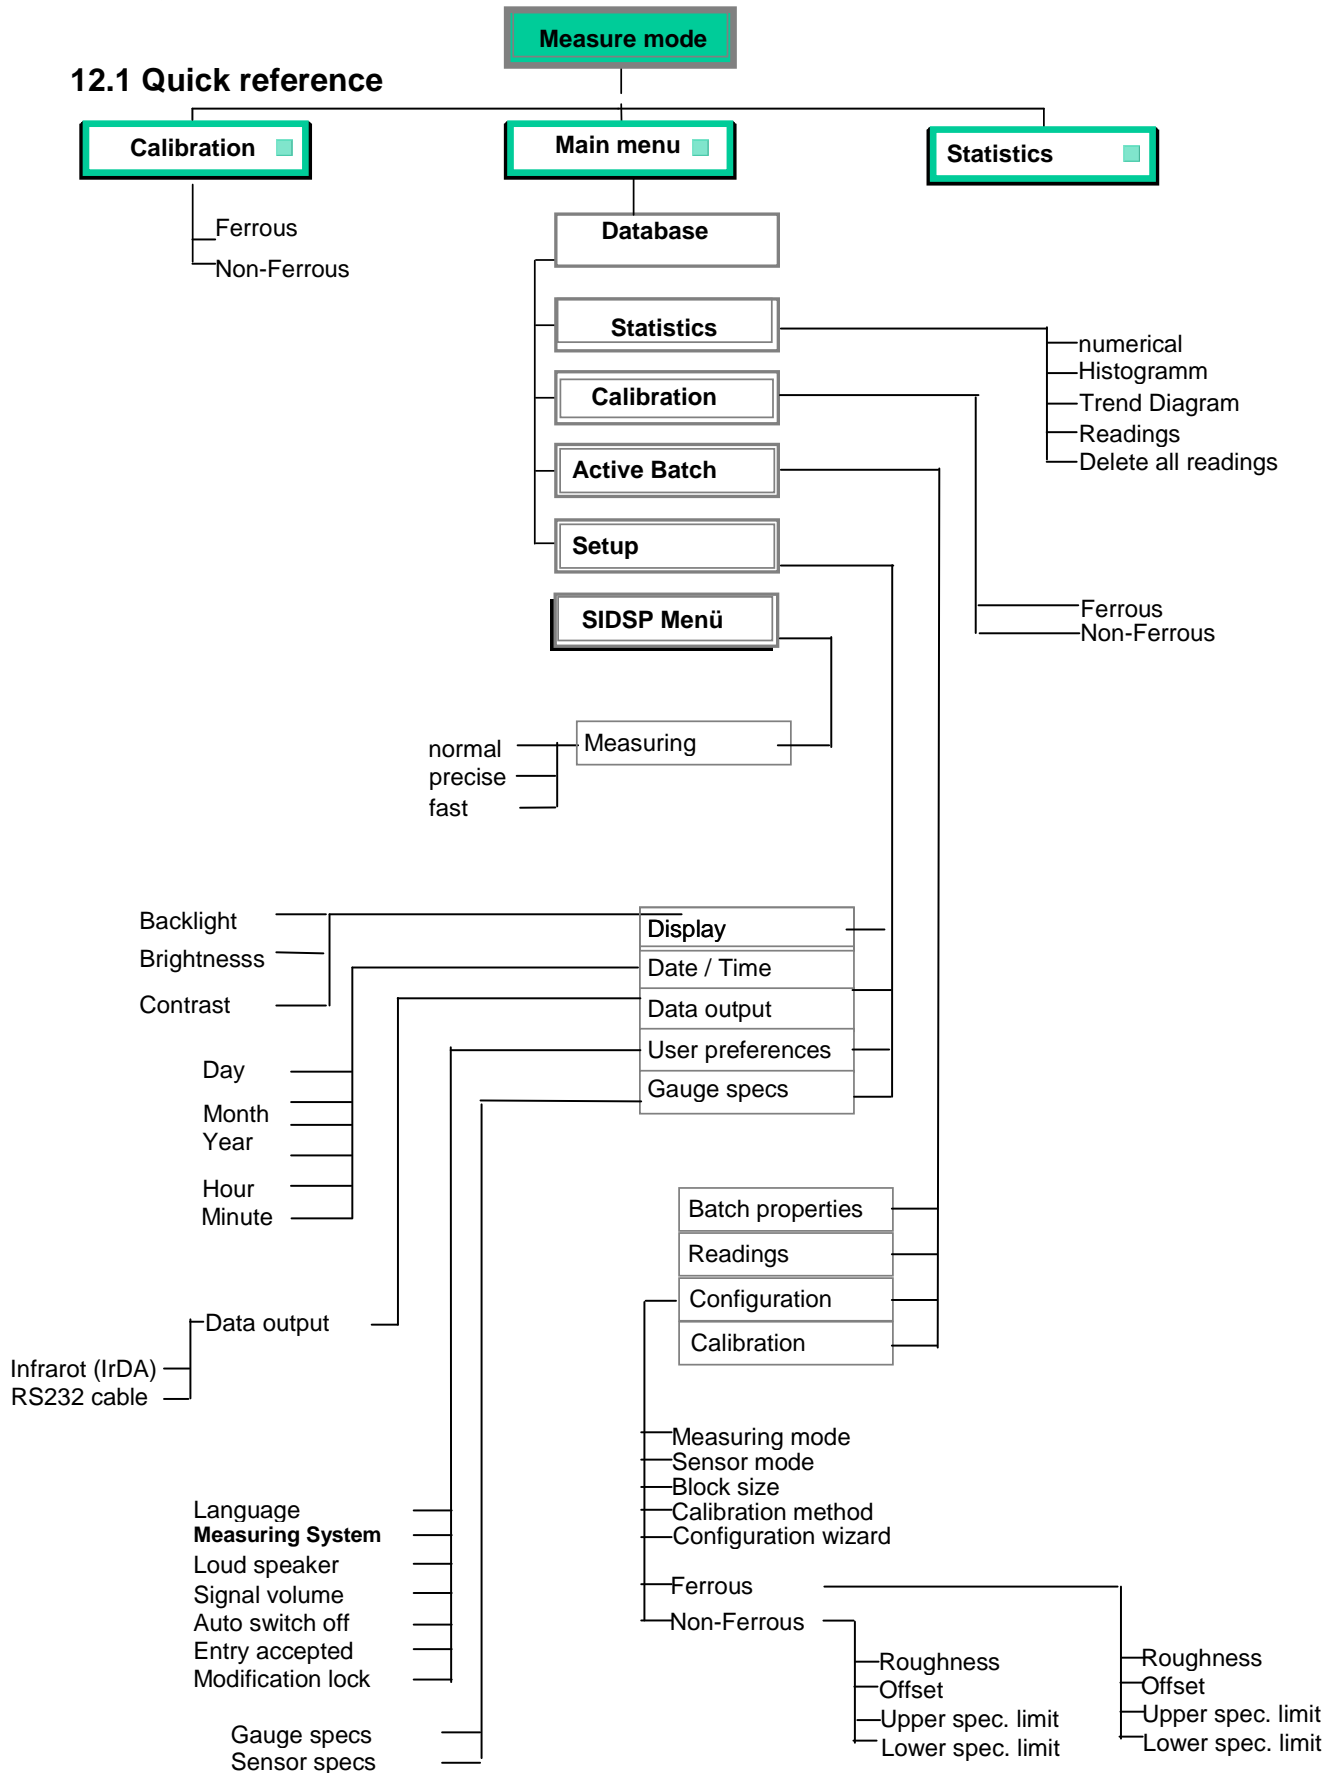 Measure mode
12.1 Quick reference
Calibration
Main menu
Statistics
Ferrous
Non-Ferrous
Database
Statistics
numerical
Histogramm
Trend Diagram
Readings
Delete all readings
Calibration
Active Batch
Setup
SIDSP Menü
Ferrous
Non-Ferrous
Measuring
normal
precise
fast
Backlight
Brightnesss
Contrast
Display
Date / Time
Data output
User preferences
Gauge specs
Day
Month
Year
Hour
Minute
Batch properties
Readings
Configuration
Calibration
Data output
Infrarot (IrDA)
RS232 cable
Measuring mode
Sensor mode
Block size
Calibration method
Configuration wizard
Ferrous
Non-Ferrous
Language
Measuring System
Loud speaker
Signal volume
Auto switch off
Entry accepted
Modification lock
Roughness
Offset
Upper spec. limit
Lower spec. limit
Roughness
Offset
Upper spec. limit
Lower spec. limit
Gauge specs
Sensor specs